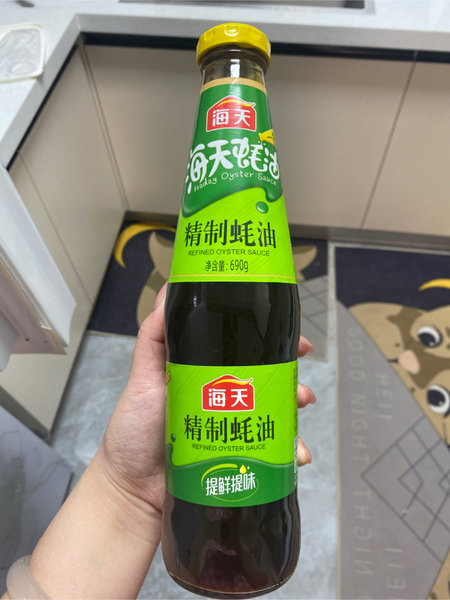 海天
海天蚝油
Haday Oyster Sauce
精制蚝油
REFINED OYSTER SAUCE
净含量:690g
海天
精制蚝油
REFINED OYSTER SAUCE
提鲜提味
NIGHT